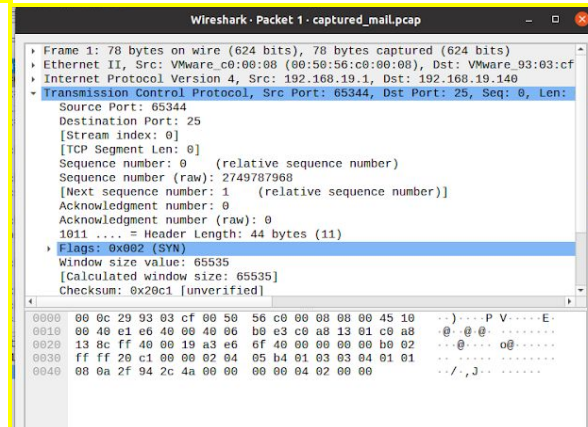 Wireshark · Packet 1 · captured_mail.pcap
Frame 1: 78 bytes on wire (624 bits), 78 bytes captured (624 bits)
Ethernet II, Src: VMware_c0:00:08 (00:50:56:c0:00:08), Dst: VMware_93:03:cf
Internet Protocol Version 4, Src: 192.168.19.1, Dst: 192.168.19.140
Transmission Control Protocol, Src Port: 65344, Dst Port: 25, Seq: 0, Len:
Source Port: 65344
Destination Port: 25
[Stream index: 0]
[TCP Segment Len: 0]
Sequence number: 0 (relative sequence number)
Sequence number (raw): 2749787968
[Next sequence number: 1 (relative sequence number)]
Acknowledgment number: 0
Acknowledgment number (raw): 0
1011 .... = Header Length: 44 bytes (11)
Flags: 0x002 (SYN)
Window size value: 65535
[Calculated window size: 65535]
Checksum: 0x20c1 [unverified]
0000 00 0c 29 93 03 cf 00 50 56 c0 00 08 08 00 45 10 ··)····P V·····E·
0010 00 40 e1 e6 40 00 40 06 b0 e3 c0 a8 13 01 c0 a8 ·@··@·@· ········
0020 13 8c ff 40 00 19 a3 e6 6f 40 00 00 00 00 b0 02 ···@···· o@······
0030 ff ff 20 c1 00 00 02 04 05 b4 01 03 03 04 01 01 ·· ····· ········
0040 08 0a 2f 94 2c 4a 00 00 00 00 04 02 00 00 ··/·,J·· ······